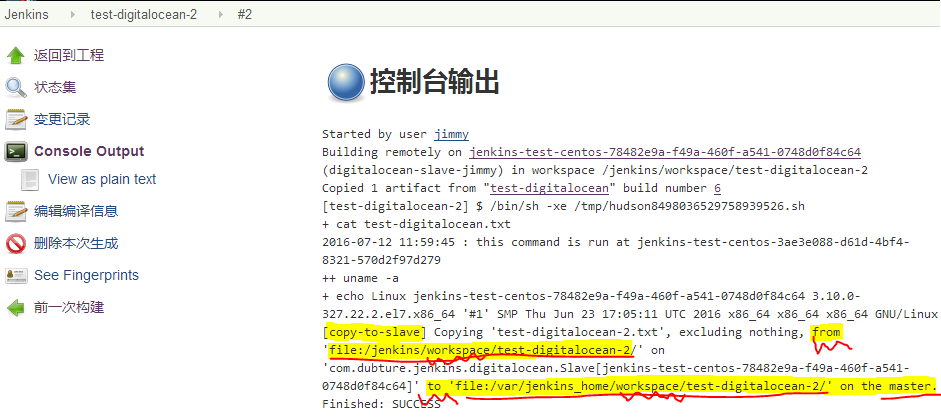 Jenkins test-digitalocean-2 #2
返回到工程
状态集
变更记录
Console Output
View as plain text
编辑编译信息
删除本次生成
See Fingerprints
前一次构建
控制台输出
Started by user jimmy
Building remotely on jenkins-test-centos-78482e9a-f49a-460f-a541-0748d0f84c64
(digitalocean-slave-jimmy) in workspace /jenkins/workspace/test-digitalocean-2
Copied 1 artifact from "test-digitalocean" build number 6
[test-digitalocean-2] $ /bin/sh -xe /tmp/hudson8498036529758939526.sh
+ cat test-digitalocean.txt
2016-07-12 11:59:45 : this command is run at jenkins-test-centos-3ae3e088-d61d-4bf4-
8321-570d2f97d279
++ uname -a
+ echo Linux jenkins-test-centos-78482e9a-f49a-460f-a541-0748d0f84c64 3.10.0-
327.22.2.el7.x86_64 '#1' SMP Thu Jun 23 17:05:11 UTC 2016 x86_64 x86_64 x86_64 GNU/Linux
[copy-to-slave] Copying 'test-digitalocean-2.txt', excluding nothing, from
'file:/jenkins/workspace/test-digitalocean-2/' on
'com.dubture.jenkins.digitalocean.Slave[jenkins-test-centos-78482e9a-f49a-460f-a541-
0748d0f84c64]' to 'file:/var/jenkins_home/workspace/test-digitalocean-2/' on the master.
Finished: SUCCESS